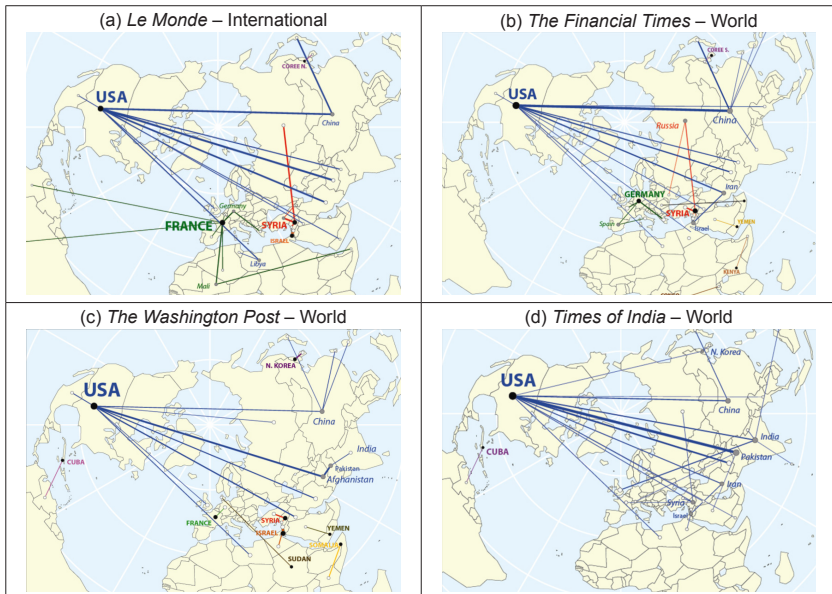 (a) Le Monde – International
COREE N.
USA
China
Germany
FRANCE
SYRIA
ISRAEL
Libya
Mali
(b) The Financial Times – World
COREE S.
USA
China
Russia
Iran
GERMANY
SYRIA
Spain
Israel
YEMEN
KENYA
(c) The Washington Post – World
N. KOREA
USA
China
India
CUBA
Pakistan
Afghanistan
FRANCE
SYRIA
YEMEN
ISRAEL
SUDAN
(d) Times of India – World
N. Korea
USA
China
India
CUBA
Pakistan
Iran
Syria
Israel